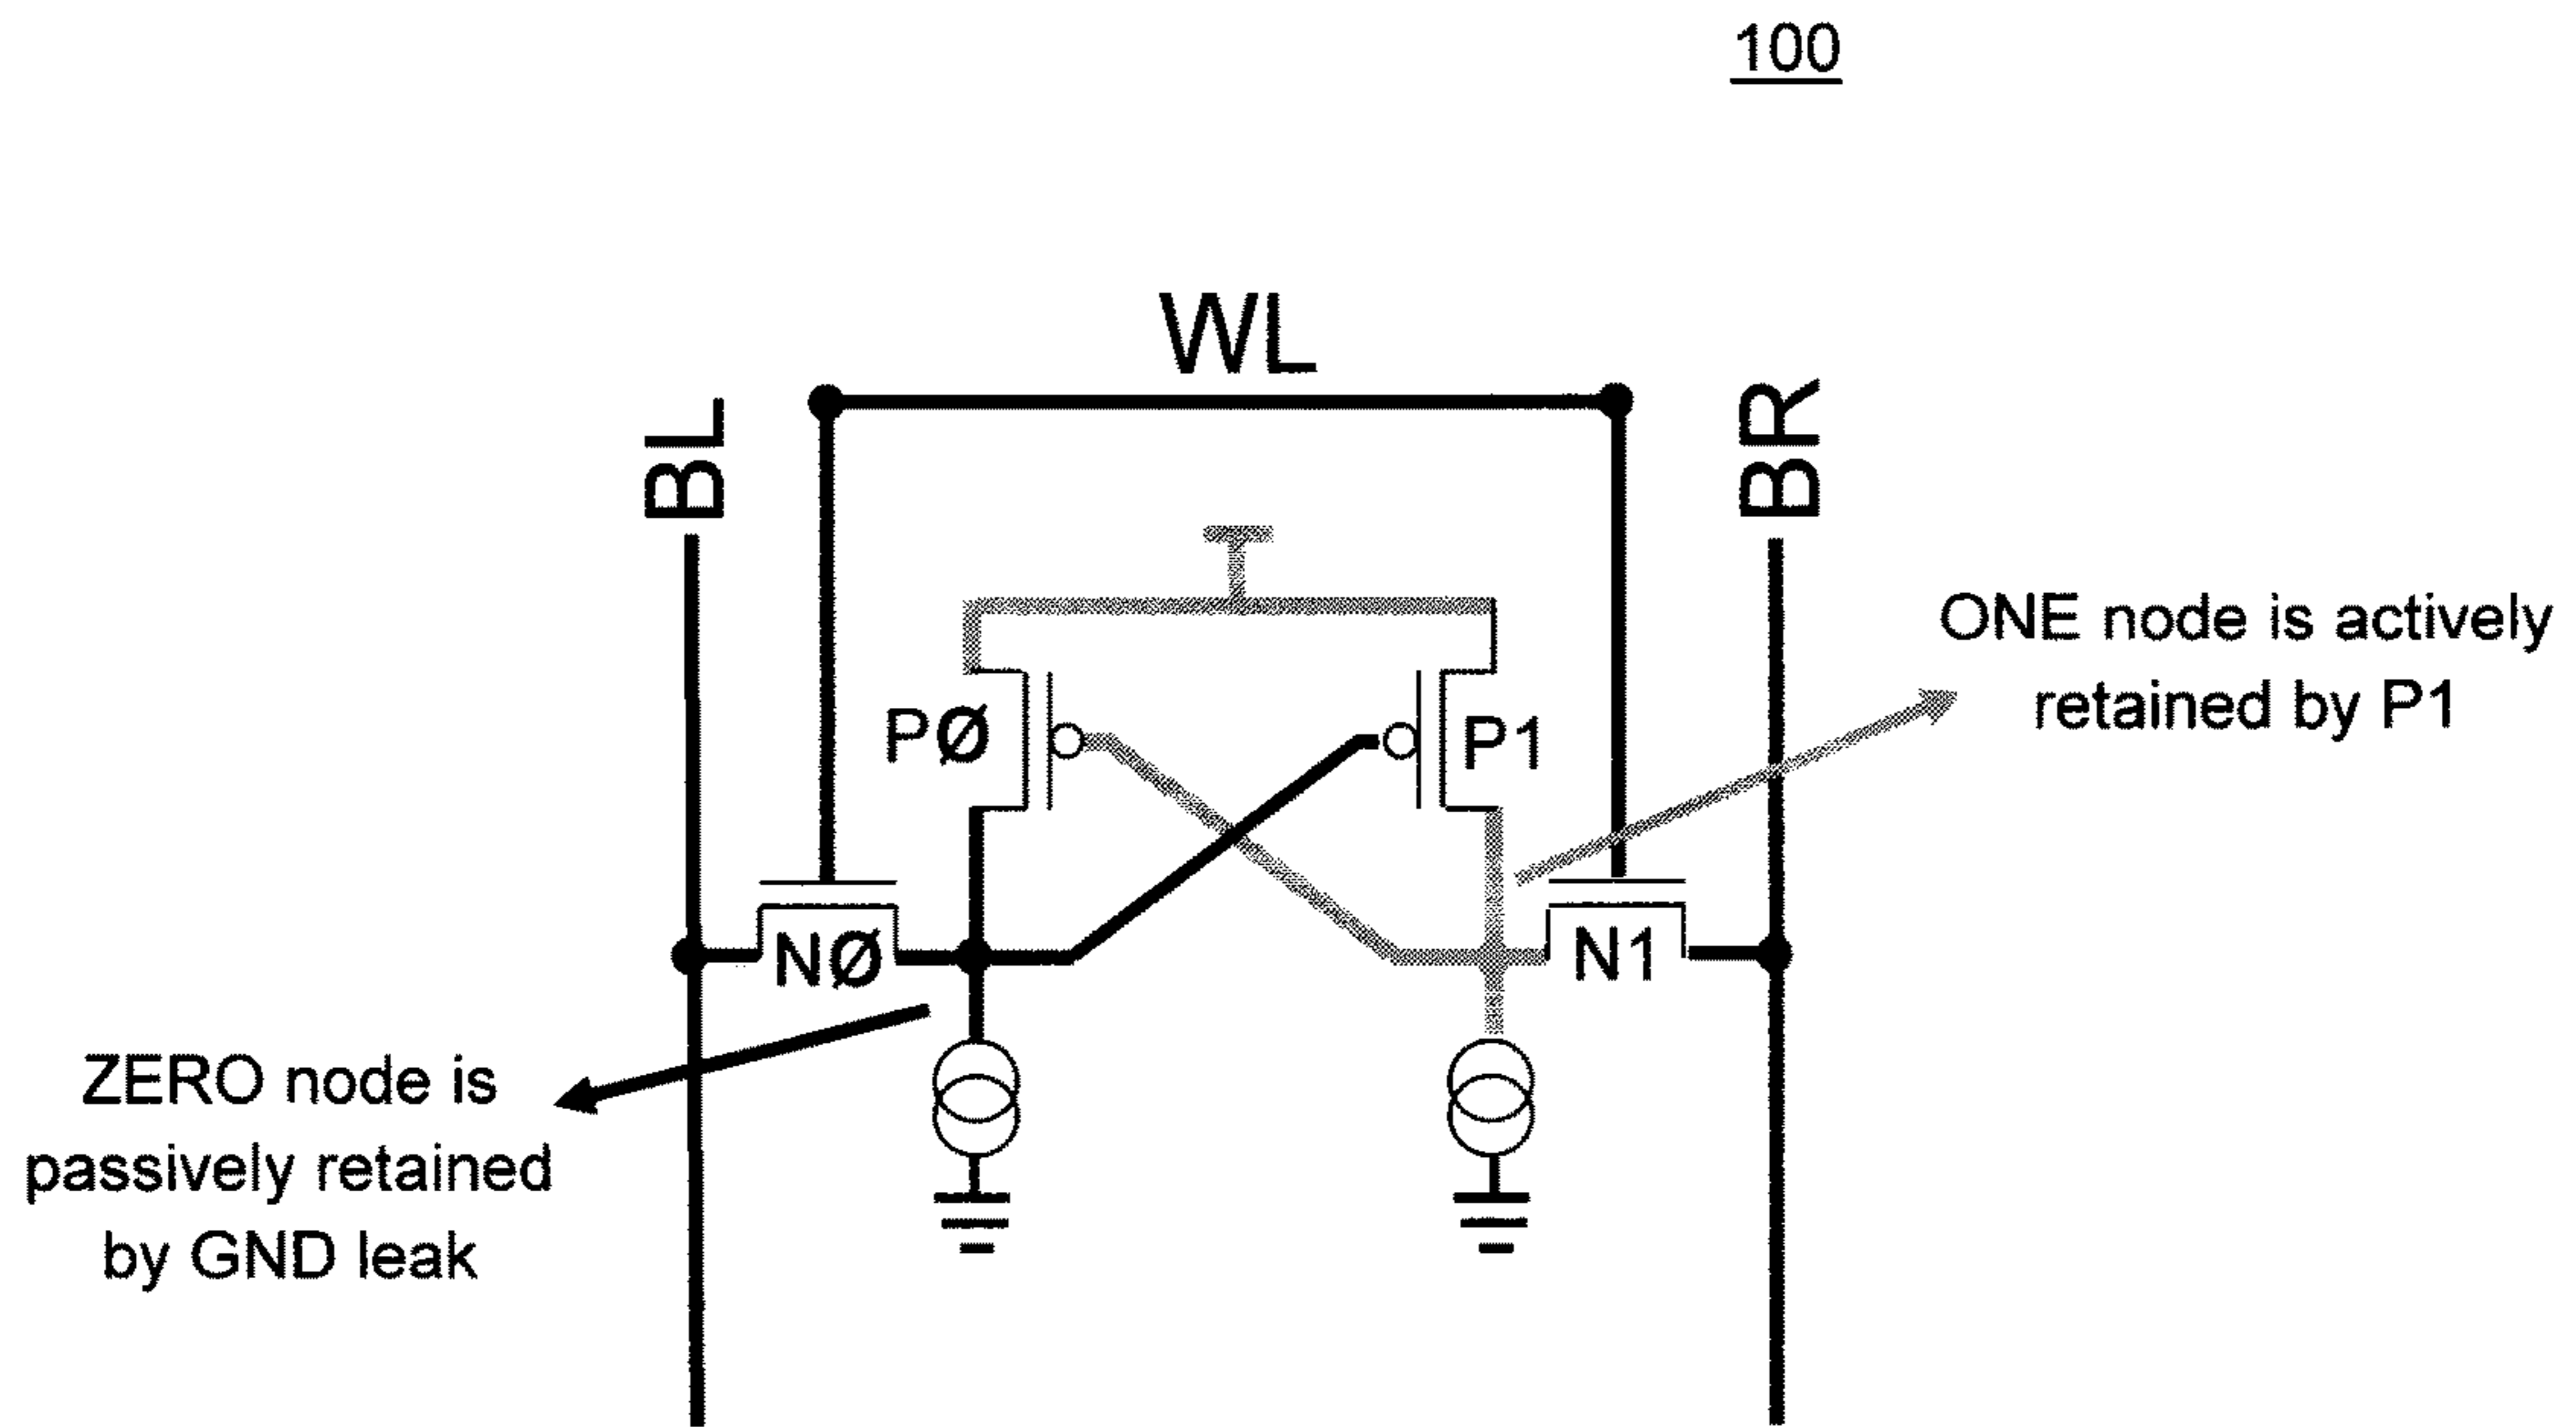 100
WL
BL
BR
ONE node is actively
retained by P1
PØ
P1
NØ
N1
ZERO node is
passively retained
by GND leak